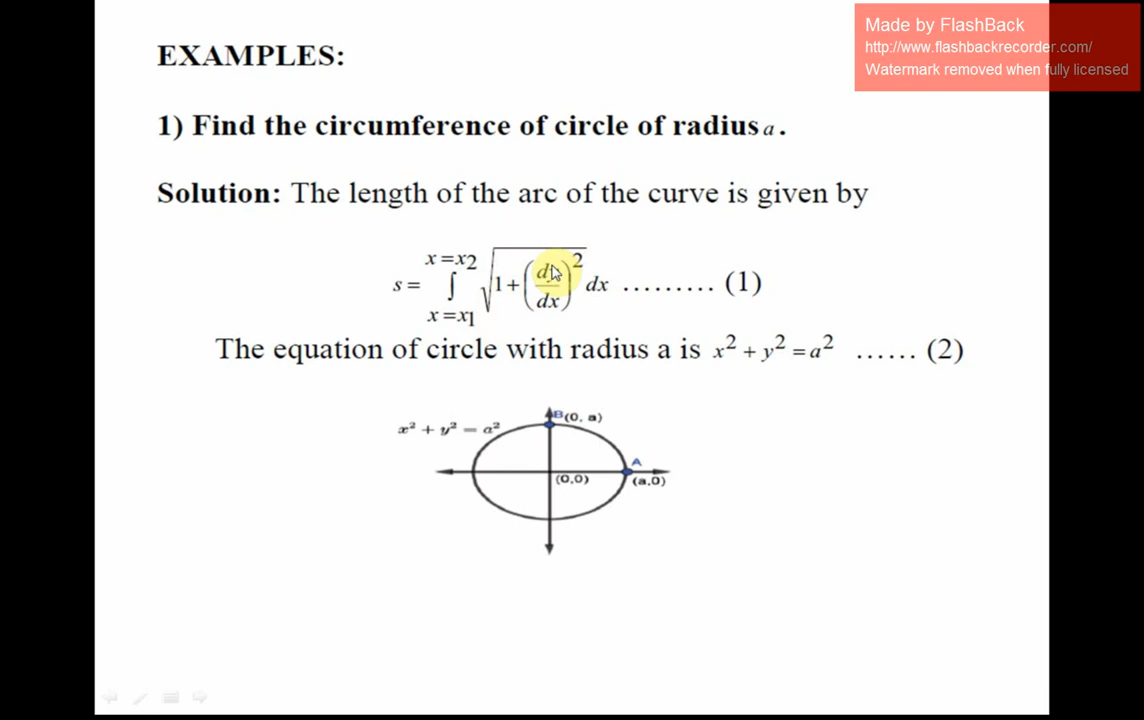 Made by FlashBack
http://www.flashbackrecorder.com/
Watermark removed when fully licensed
EXAMPLES:
1) Find the circumference of circle of radius a .
Solution: The length of the arc of the curve is given by
s = ∫_{x = x1}^{x = x2} √(1 + (dy/dx)^2) dx ......... (1)
The equation of circle with radius a is x² + y² = a² ...... (2)
B(0, a)
x² + y² = a²
A
(0,0)
(a,0)